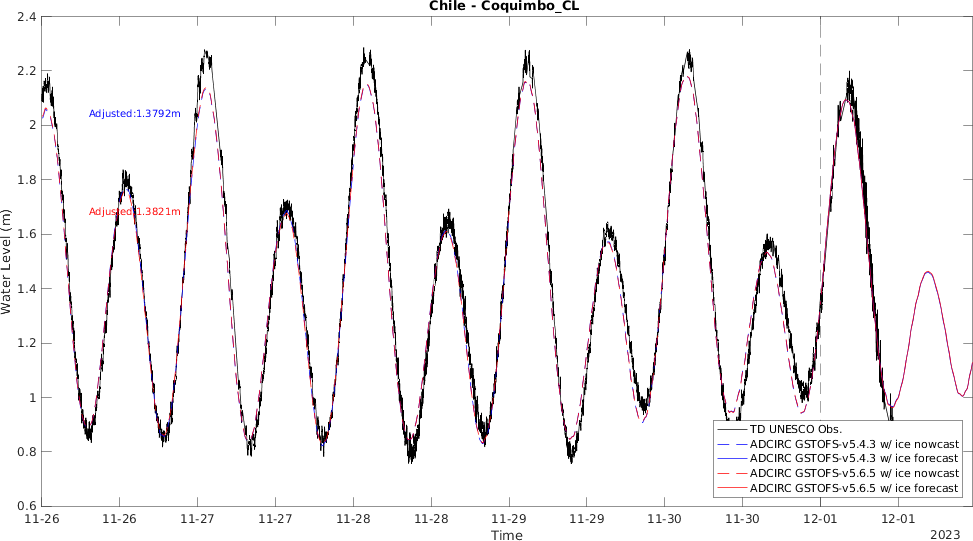 Chile - Coquimbo_CL
2.4
2.2
2
1.8
1.6
1.4
1.2
1
0.8
0.6
Water Level (m)
Adjusted:1.3792m
Adjusted:1.3821m
TD UNESCO Obs.
ADCIRC GSTOFS-v5.4.3 w/ ice nowcast
ADCIRC GSTOFS-v5.4.3 w/ ice forecast
ADCIRC GSTOFS-v5.6.5 w/ ice nowcast
ADCIRC GSTOFS-v5.6.5 w/ ice forecast
11-26 11-26 11-27 11-27 11-28 11-28 11-29 11-29 11-30 11-30 12-01 12-01
Time
2023